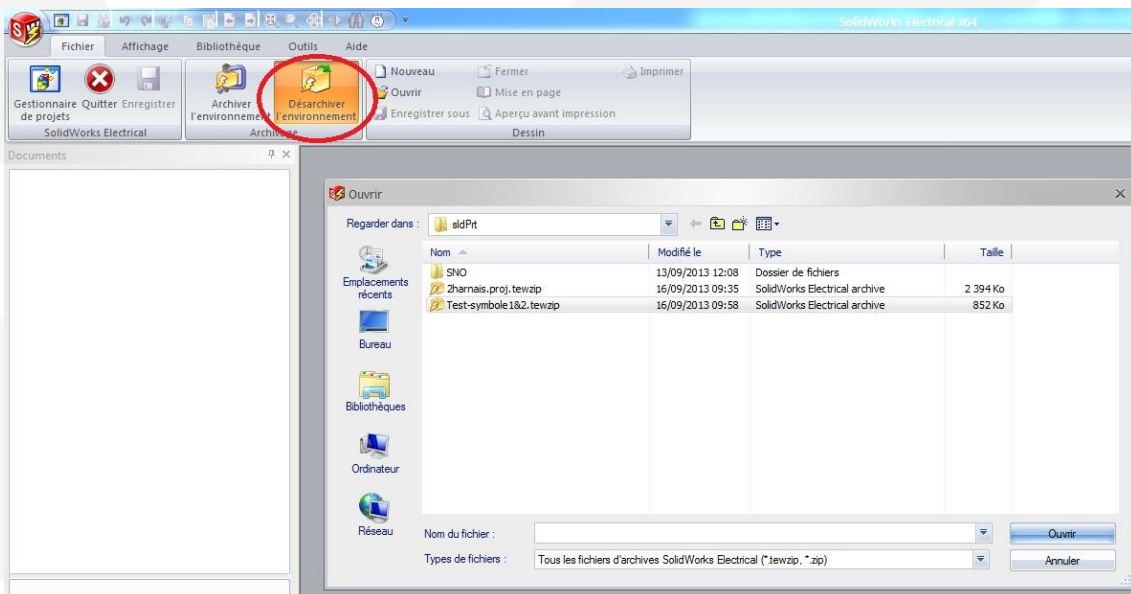 SolidWorks Electrical x64
Fichier Affichage Bibliothèque Outils Aide
Gestionnaire de projets
Quitter
Enregistrer
SolidWorks Electrical
Archiver l'environnement
Désarchiver l'environnement
Archivage
Nouveau
Ouvrir
Enregistrer sous
Fermer
Mise en page
Aperçu avant impression
Imprimer
Dessin
Documents
Ouvrir
Regarder dans : sldPrt
Nom Modifié le Type Taille
SNO 13/09/2013 12:08 Dossier de fichiers
2harnais.proj.tewzip 16/09/2013 09:35 SolidWorks Electrical archive 2 394 Ko
Test-symbole1&2.tewzip 16/09/2013 09:58 SolidWorks Electrical archive 852 Ko
Emplacements
récents
Bureau
Bibliothèques
Ordinateur
Réseau
Nom du fichier :
Ouvrir
Types de fichiers : Tous les fichiers d'archives SolidWorks Electrical (*.tewzip, *.zip)
Annuler